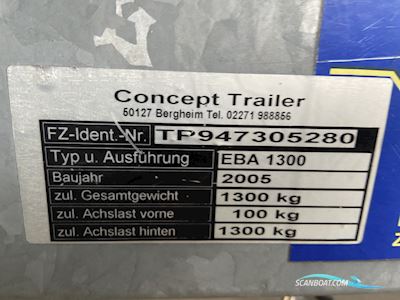 Concept Trailer
50127 Bergheim Tel. 02271 988856
FZ-Ident.-Nr. TP947305280
Typ u. Ausführung EBA 1300
Baujahr 2005
zul. Gesamtgewicht 1300 kg
zul. Achslast vorne 100 kg
zul. Achslast hinten 1300 kg
SCANBOAT.COM